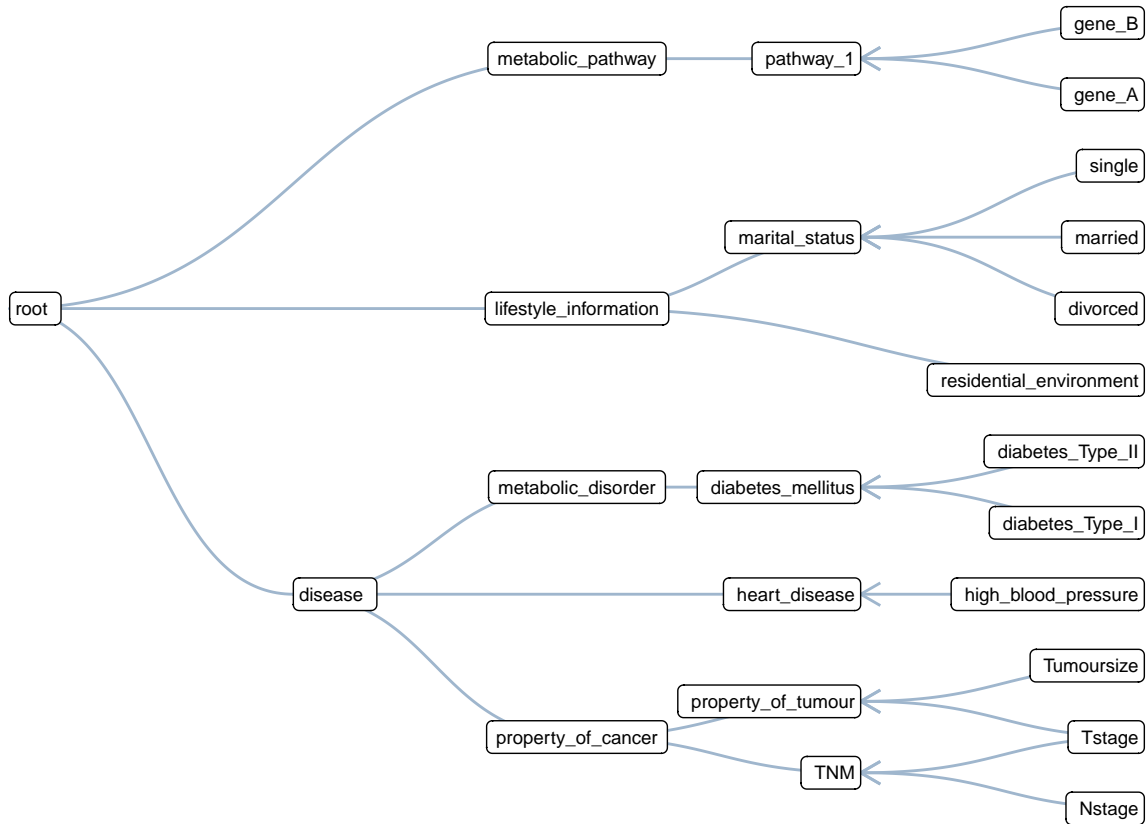 gene_B
metabolic_pathway
pathway_1
gene_A
single
marital_status
married
root
lifestyle_information
divorced
residential_environment
diabetes_Type_II
metabolic_disorder
diabetes_mellitus
diabetes_Type_I
disease
heart_disease
high_blood_pressure
Tumoursize
property_of_tumour
property_of_cancer
Tstage
TNM
Nstage